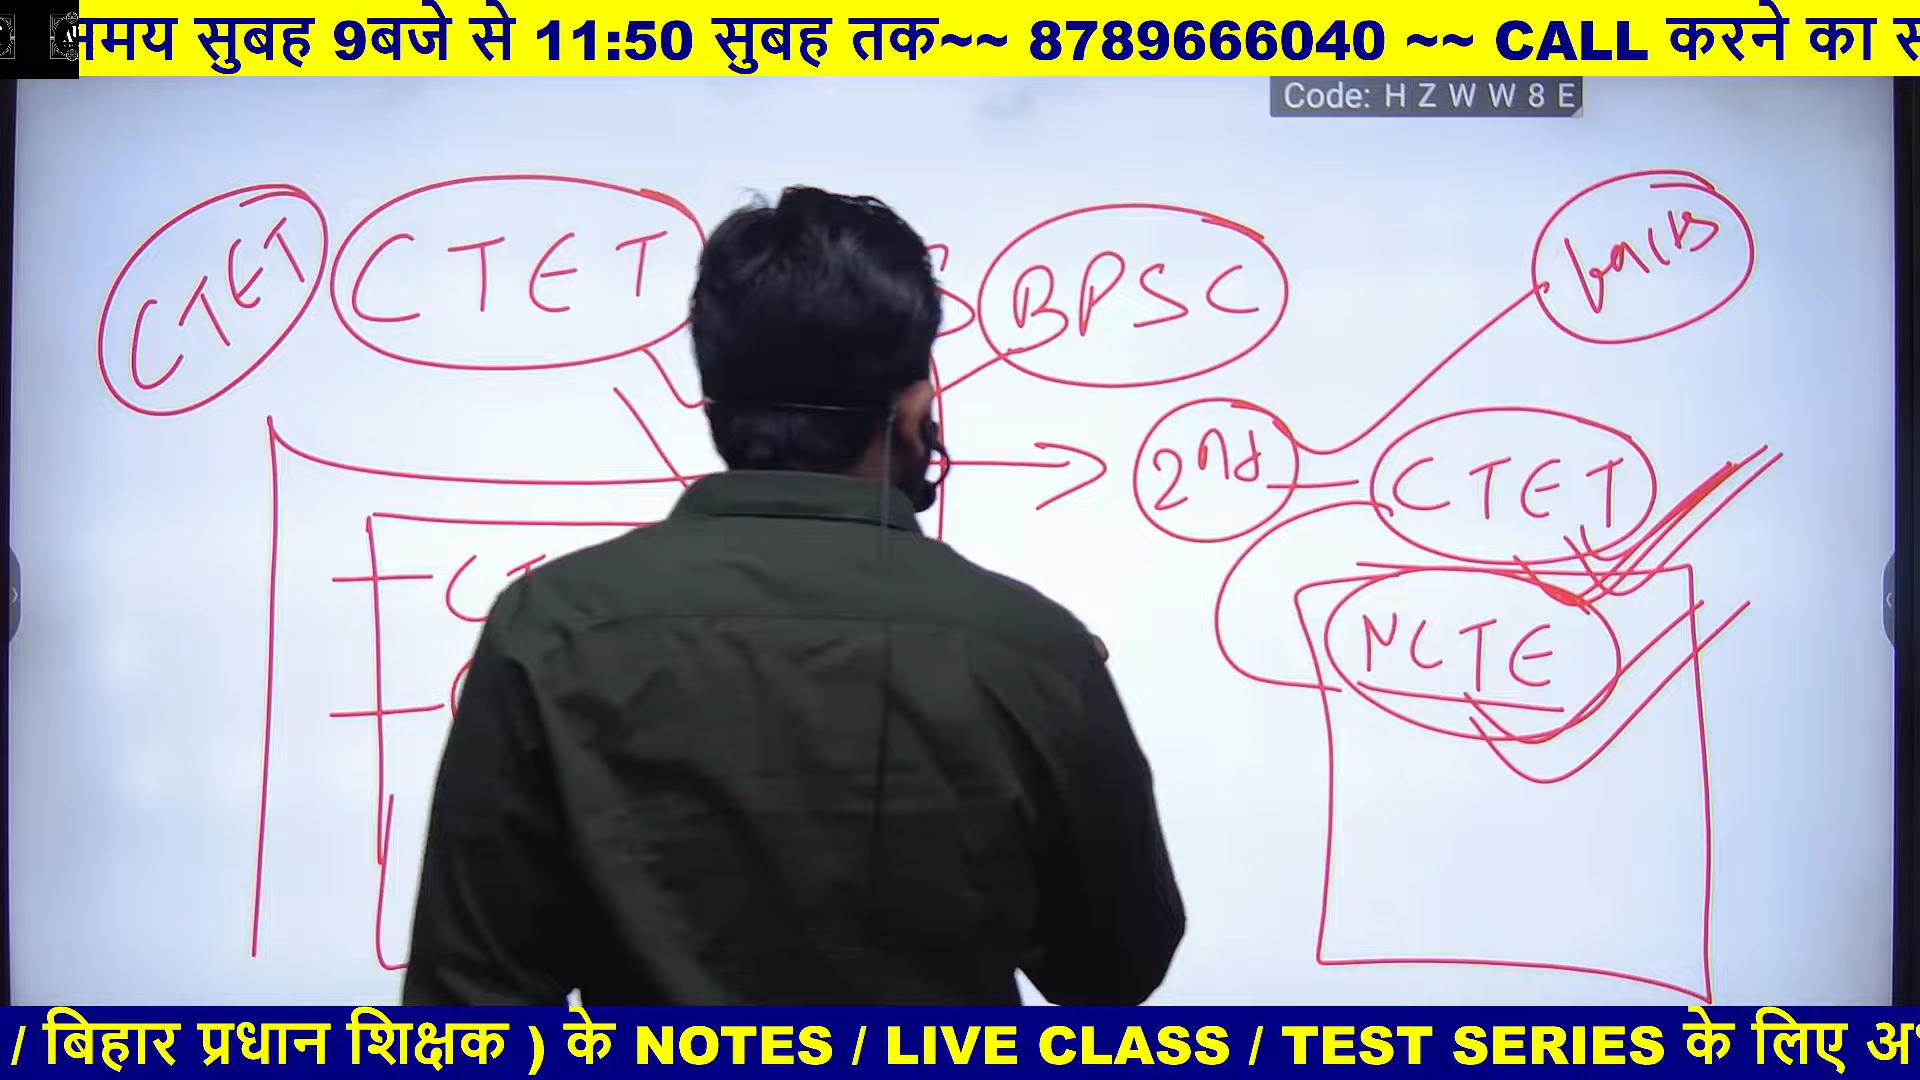 समय सुबह 9बजे से 11:50 सुबह तक~~ 8789666040 ~~ CALL करने का स
Code: H Z W W 8 E
CTET
CTET
BPSC
2nd
CTET
NCTE
/ बिहार प्रधान शिक्षक ) के NOTES / LIVE CLASS / TEST SERIES के लिए अ